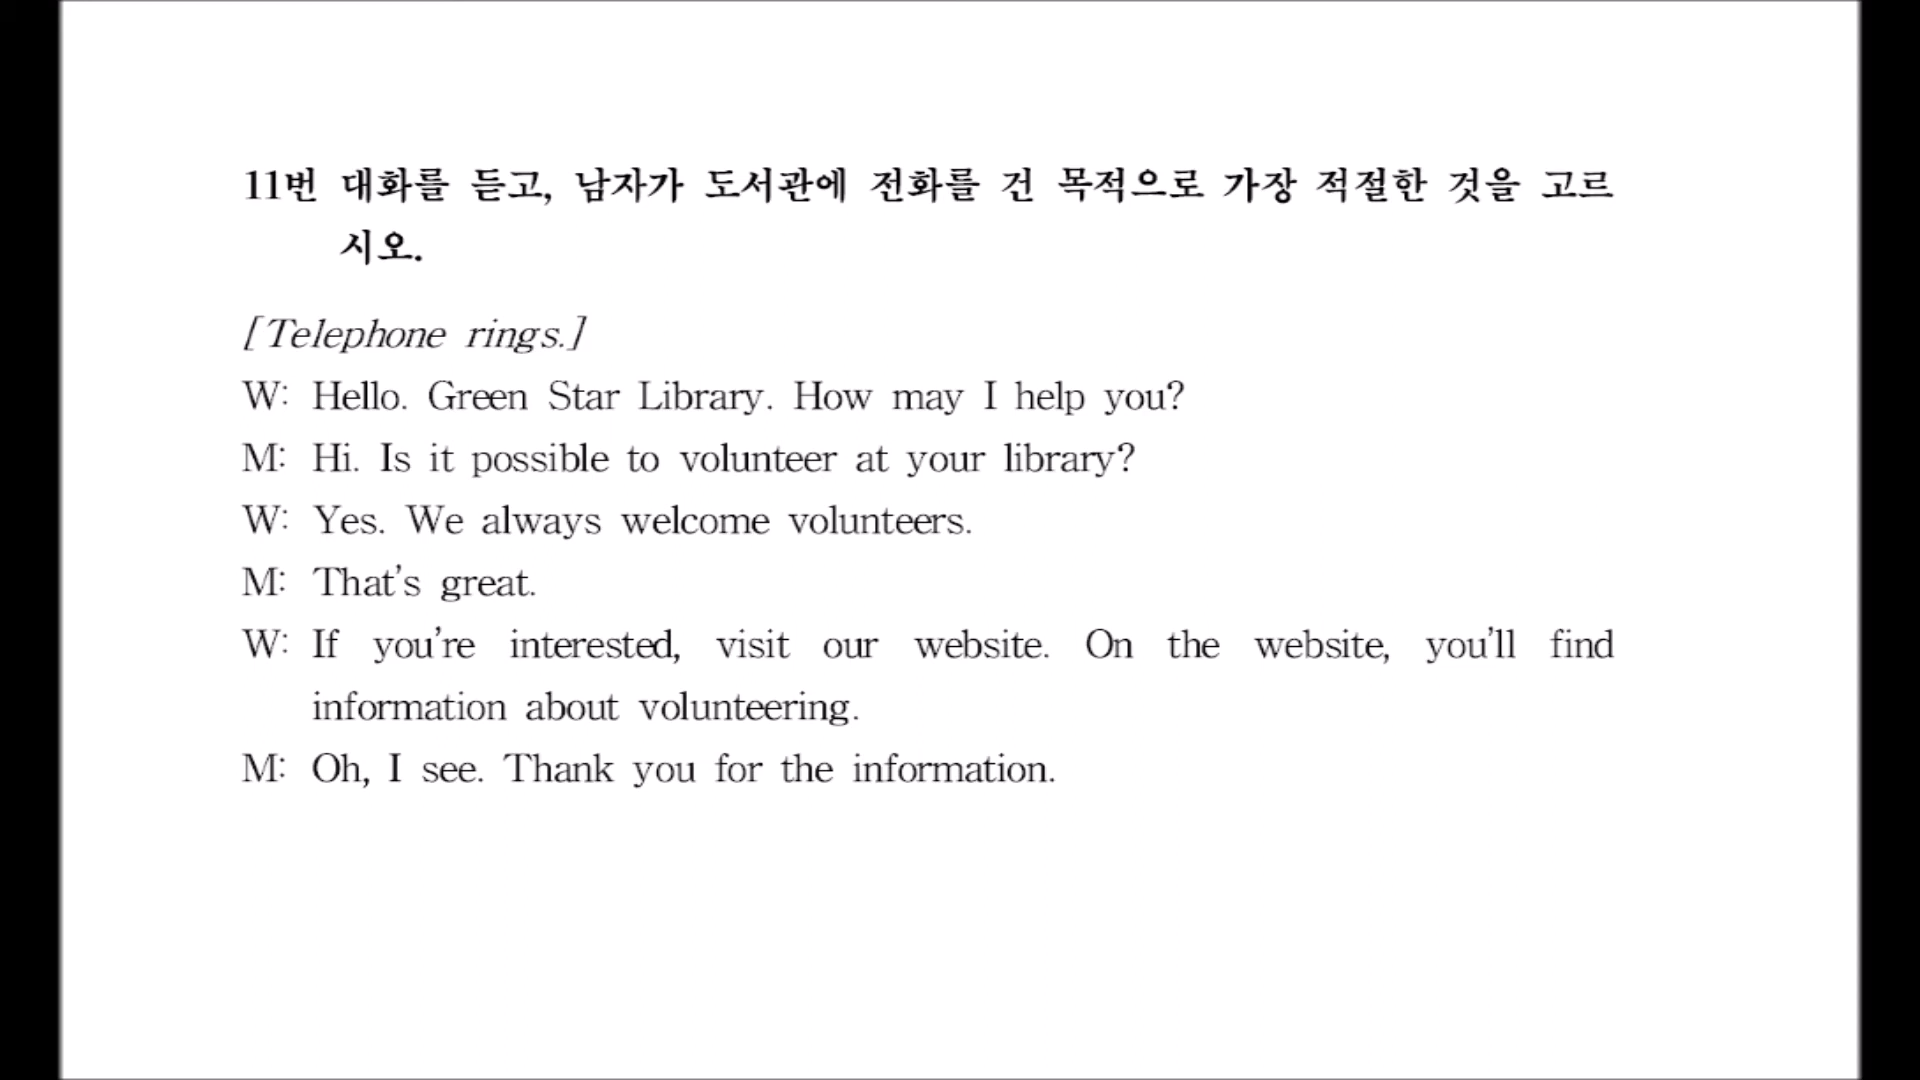 11번 대화를 듣고, 남자가 도서관에 전화를 건 목적으로 가장 적절한 것을 고르
시오.
[Telephone rings.]
W: Hello. Green Star Library. How may I help you?
M: Hi. Is it possible to volunteer at your library?
W: Yes. We always welcome volunteers.
M: That's great.
W: If you're interested, visit our website. On the website, you'll find
information about volunteering.
M: Oh, I see. Thank you for the information.